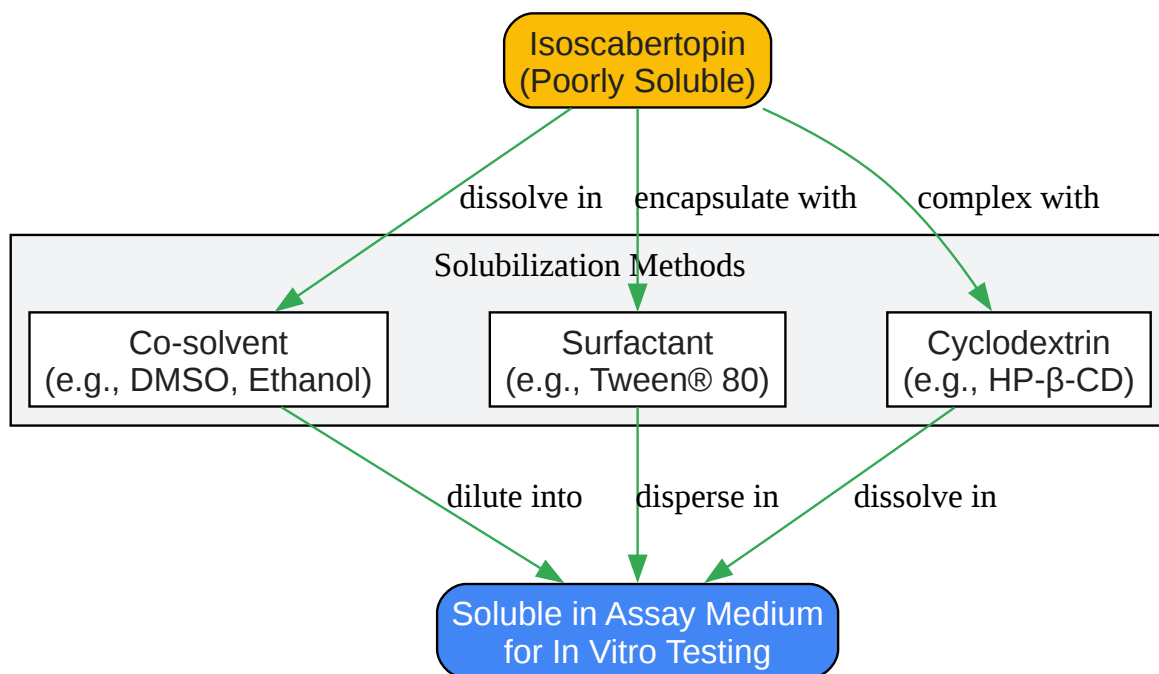 Isoscabertopin
(Poorly Soluble)
dissolve in
encapsulate with
complex with
Solubilization Methods
Co-solvent
(e.g., DMSO, Ethanol)
Surfactant
(e.g., Tween® 80)
Cyclodextrin
(e.g., HP-β-CD)
dilute into
disperse in
dissolve in
Soluble in Assay Medium
for In Vitro Testing